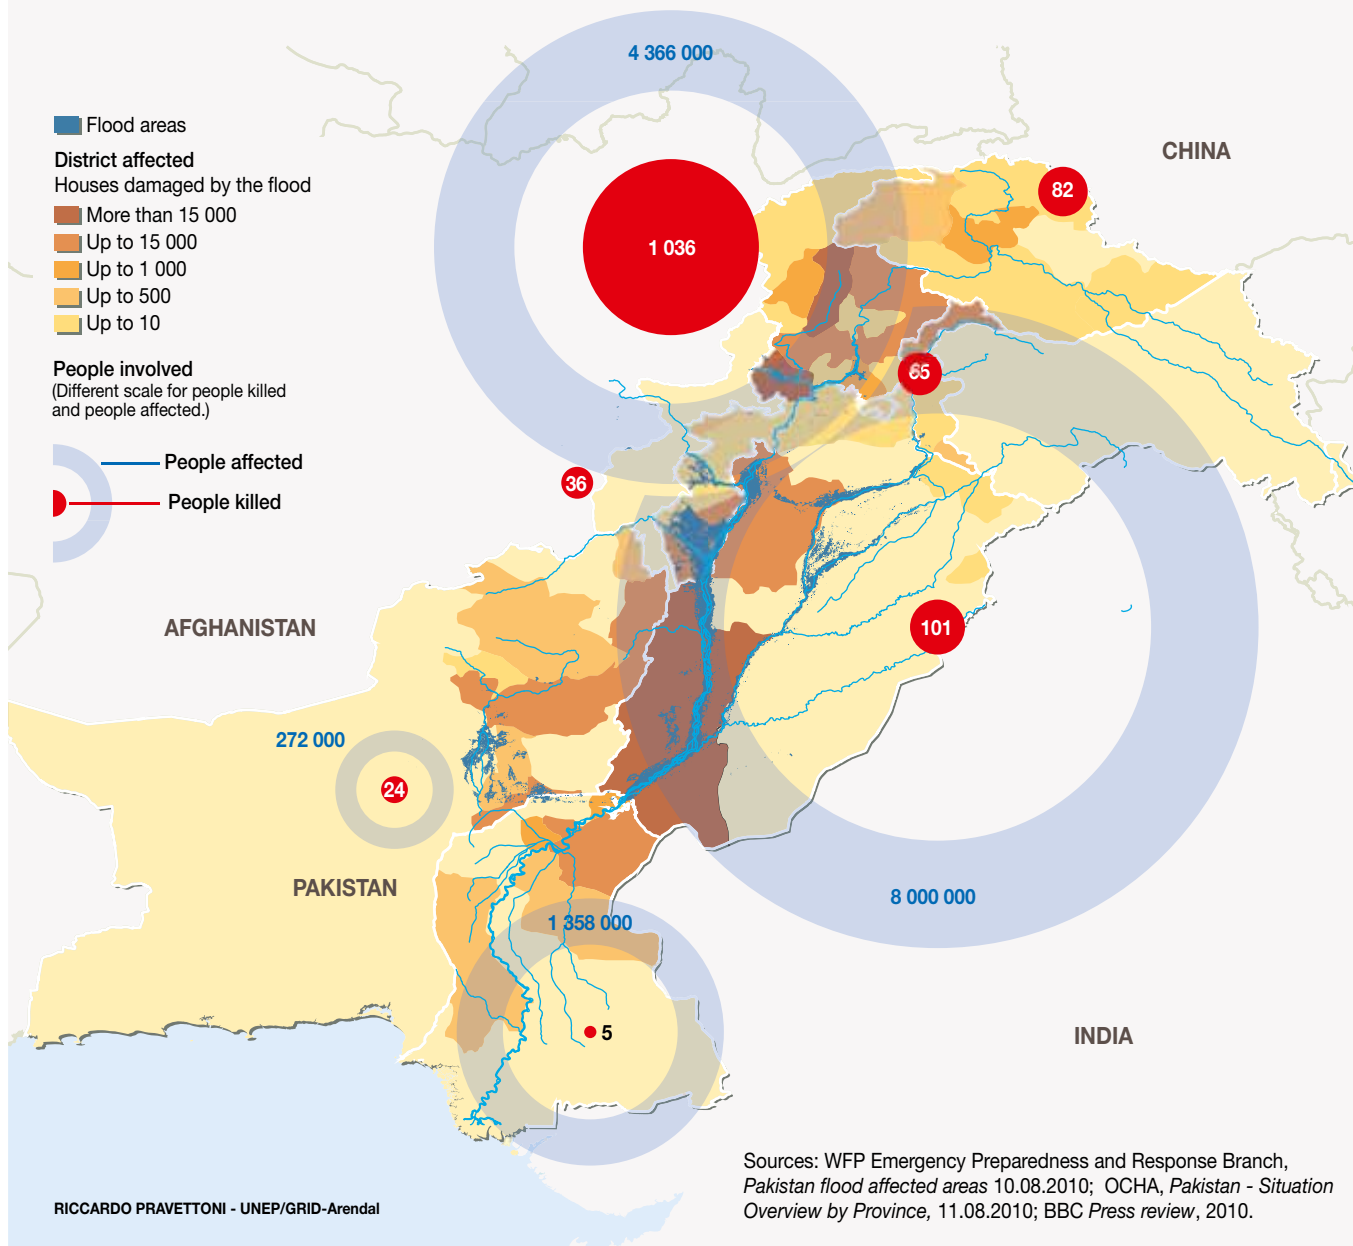 4 366 000
CHINA
Flood areas
District affected
Houses damaged by the flood
More than 15 000
Up to 15 000
Up to 1 000
Up to 500
Up to 10
82
1 036
People involved
(Different scale for people killed
and people affected.)
65
People affected
36
People killed
AFGHANISTAN
101
272 000
24
PAKISTAN
8 000 000
1 358 000
5
INDIA
Sources: WFP Emergency Preparedness and Response Branch,
Pakistan flood affected areas 10.08.2010; OCHA, Pakistan - Situation
Overview by Province, 11.08.2010; BBC Press review, 2010.
RICCARDO PRAVETTONI - UNEP/GRID-Arendal